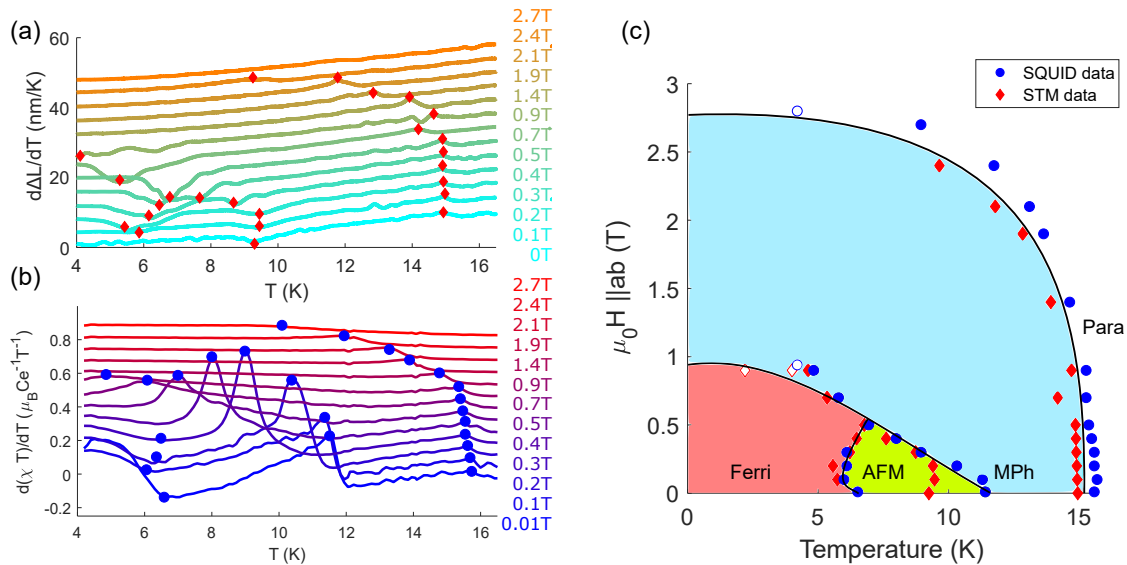 (a)
60
40
20
0
dΔL/dT (nm/K)
4
6
8
10
12
14
16
T (K)
2.7T
2.4T
2.1T
1.9T
1.4T
0.9T
0.7T
0.5T
0.4T
0.3T
0.2T
0.1T
0T
(b)
0.8
0.6
0.4
0.2
0
-0.2
d(χ T)/dT (μBCe⁻¹T⁻¹)
4
6
8
10
12
14
16
T (K)
2.7T
2.4T
2.1T
1.9T
1.4T
0.9T
0.7T
0.5T
0.4T
0.3T
0.2T
0.1T
0.01T
(c)
SQUID data
STM data
3
2.5
2
1.5
1
0.5
0
μ0H ||ab (T)
Para
Ferri
AFM
MPh
0
5
10
15
Temperature (K)